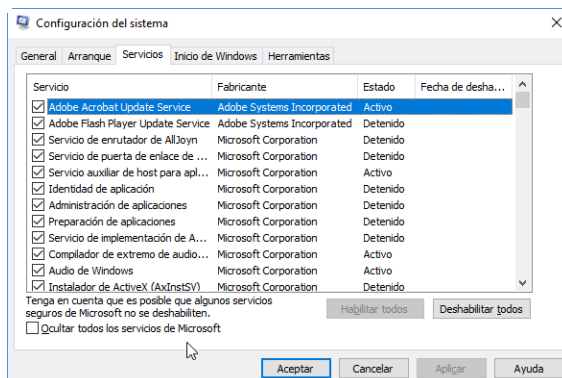 Configuración del sistema
General Arranque Servicios Inicio de Windows Herramientas
Servicio Fabricante Estado Fecha de desha...
Adobe Acrobat Update Service Adobe Systems Incorporated Activo
Adobe Flash Player Update Service Adobe Systems Incorporated Detenido
Servicio de enrutador de AllJoyn Microsoft Corporation Detenido
Servicio de puerta de enlace de ... Microsoft Corporation Detenido
Servicio auxiliar de host para apl... Microsoft Corporation Activo
Identidad de aplicación Microsoft Corporation Detenido
Administración de aplicaciones Microsoft Corporation Detenido
Preparación de aplicaciones Microsoft Corporation Detenido
Servicio de implementación de A... Microsoft Corporation Detenido
Compilador de extremo de audio... Microsoft Corporation Activo
Audio de Windows Microsoft Corporation Activo
Instalador de ActiveX (AxInstSV) Microsoft Corporation Detenido
Tenga en cuenta que es posible que algunos servicios
seguros de Microsoft no se deshabiliten.
Habilitar todos Deshabilitar todos
Ocultar todos los servicios de Microsoft
Aceptar Cancelar Aplicar Ayuda